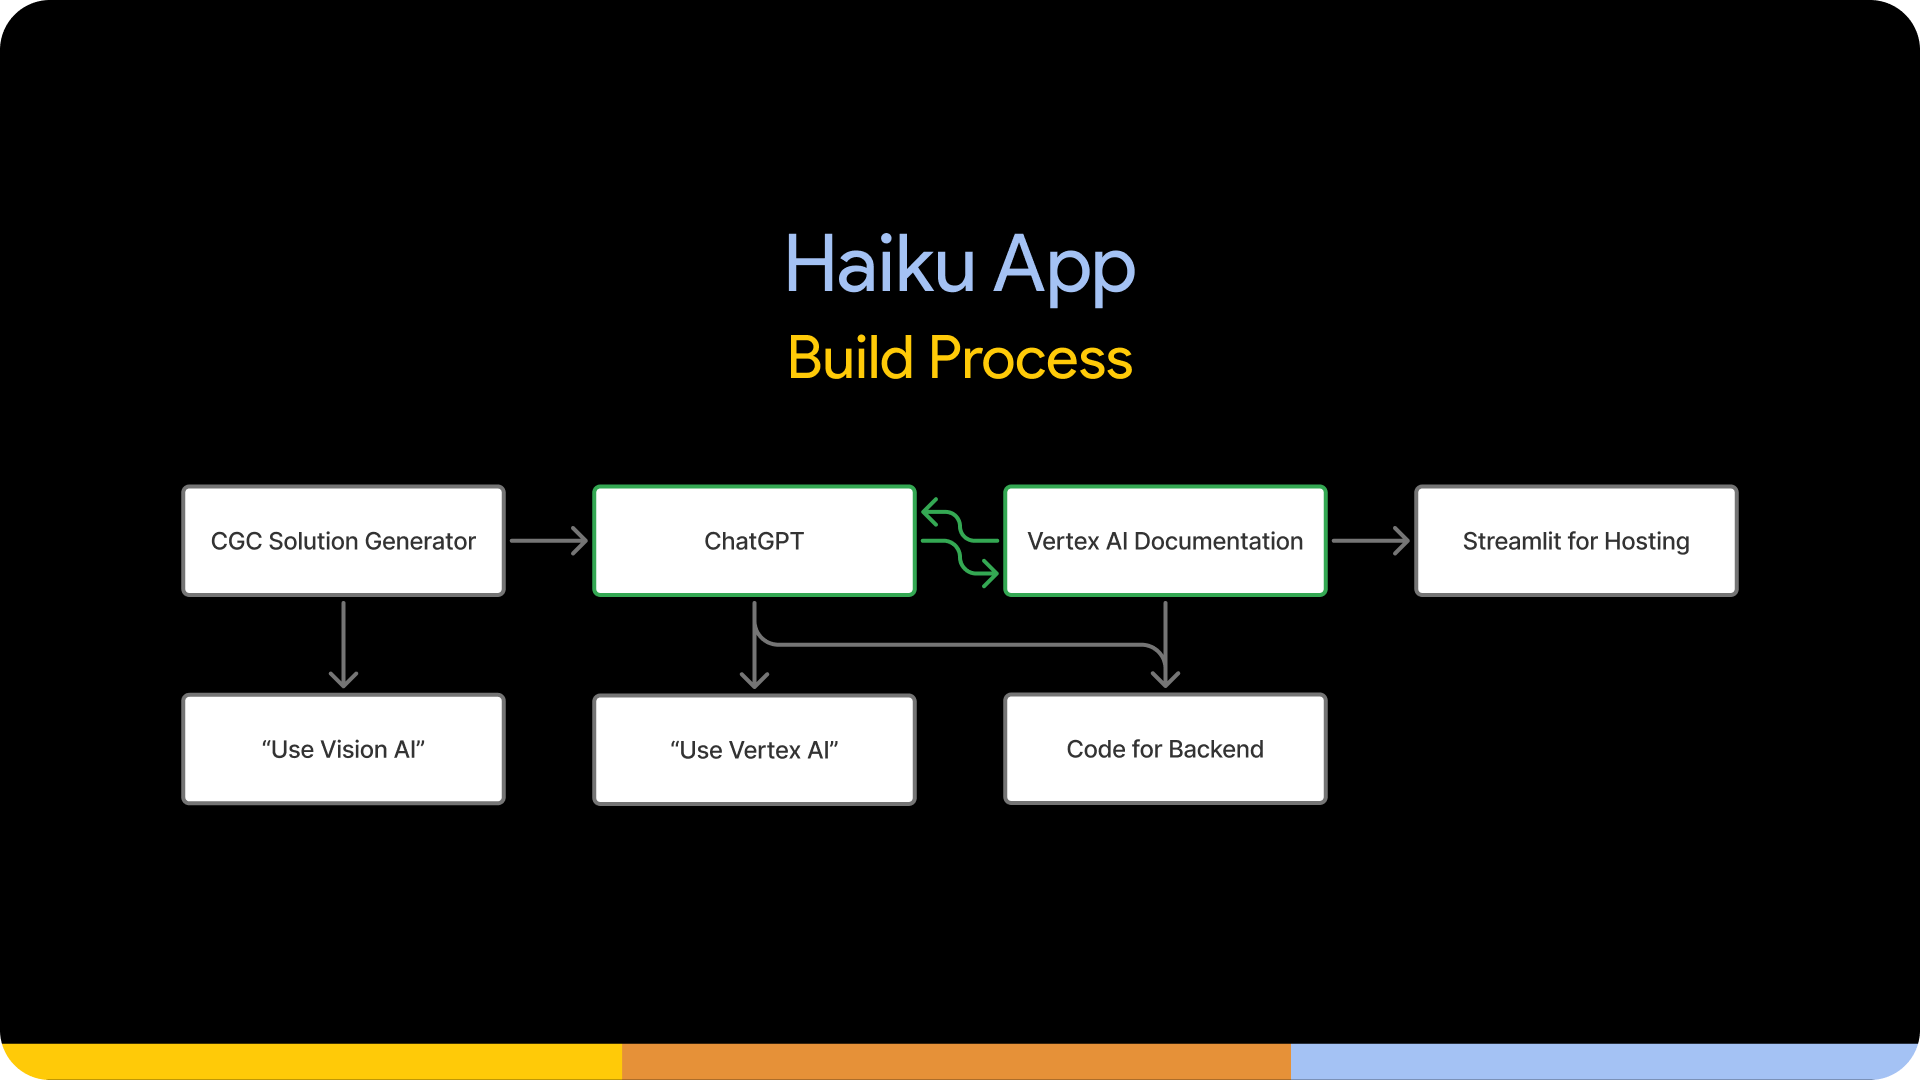 Haiku App
Build Process
CGC Solution Generator
ChatGPT
Vertex AI Documentation
Streamlit for Hosting
“Use Vision AI”
“Use Vertex AI”
Code for Backend